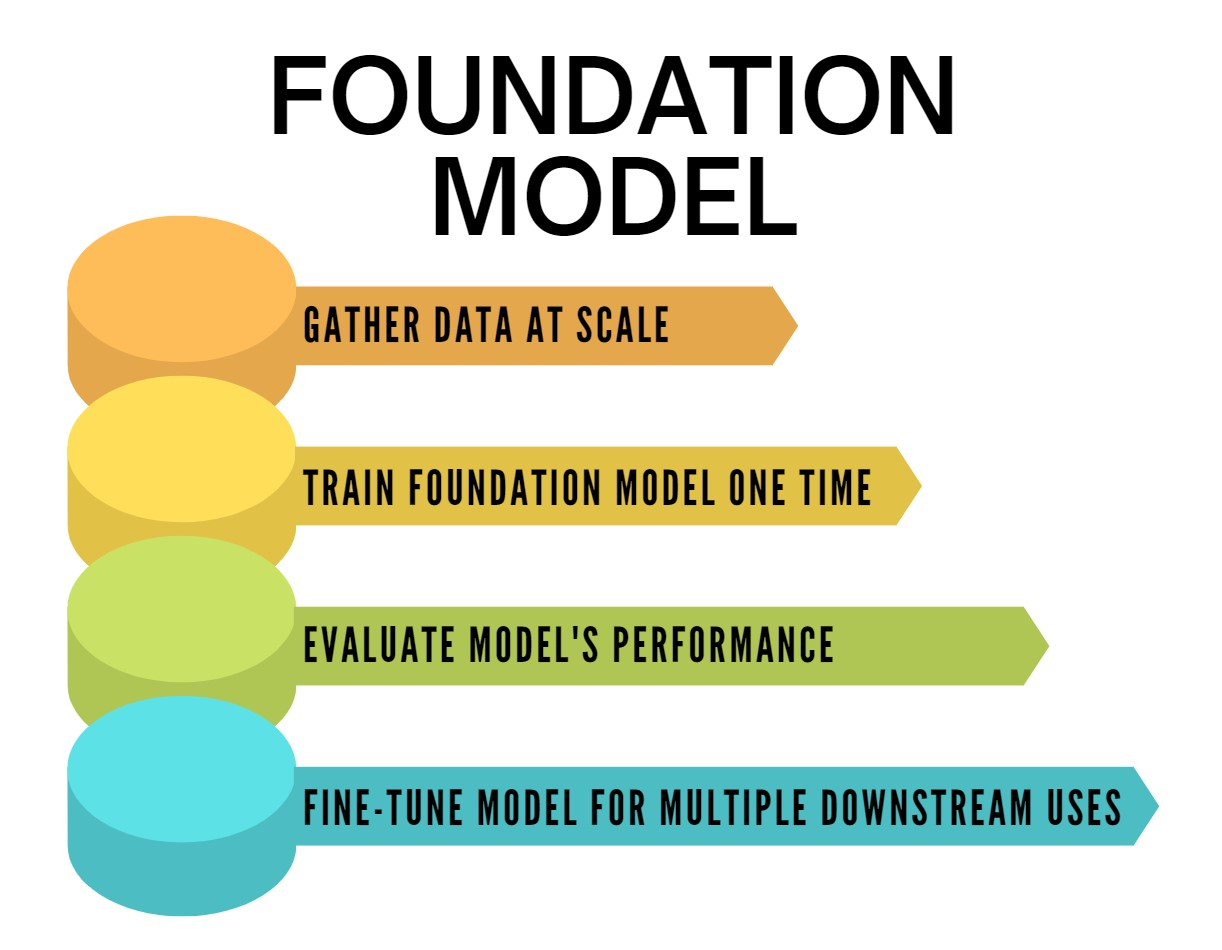 FOUNDATION
MODEL
GATHER DATA AT SCALE
TRAIN FOUNDATION MODEL ONE TIME
EVALUATE MODEL'S PERFORMANCE
FINE-TUNE MODEL FOR MULTIPLE DOWNSTREAM USES